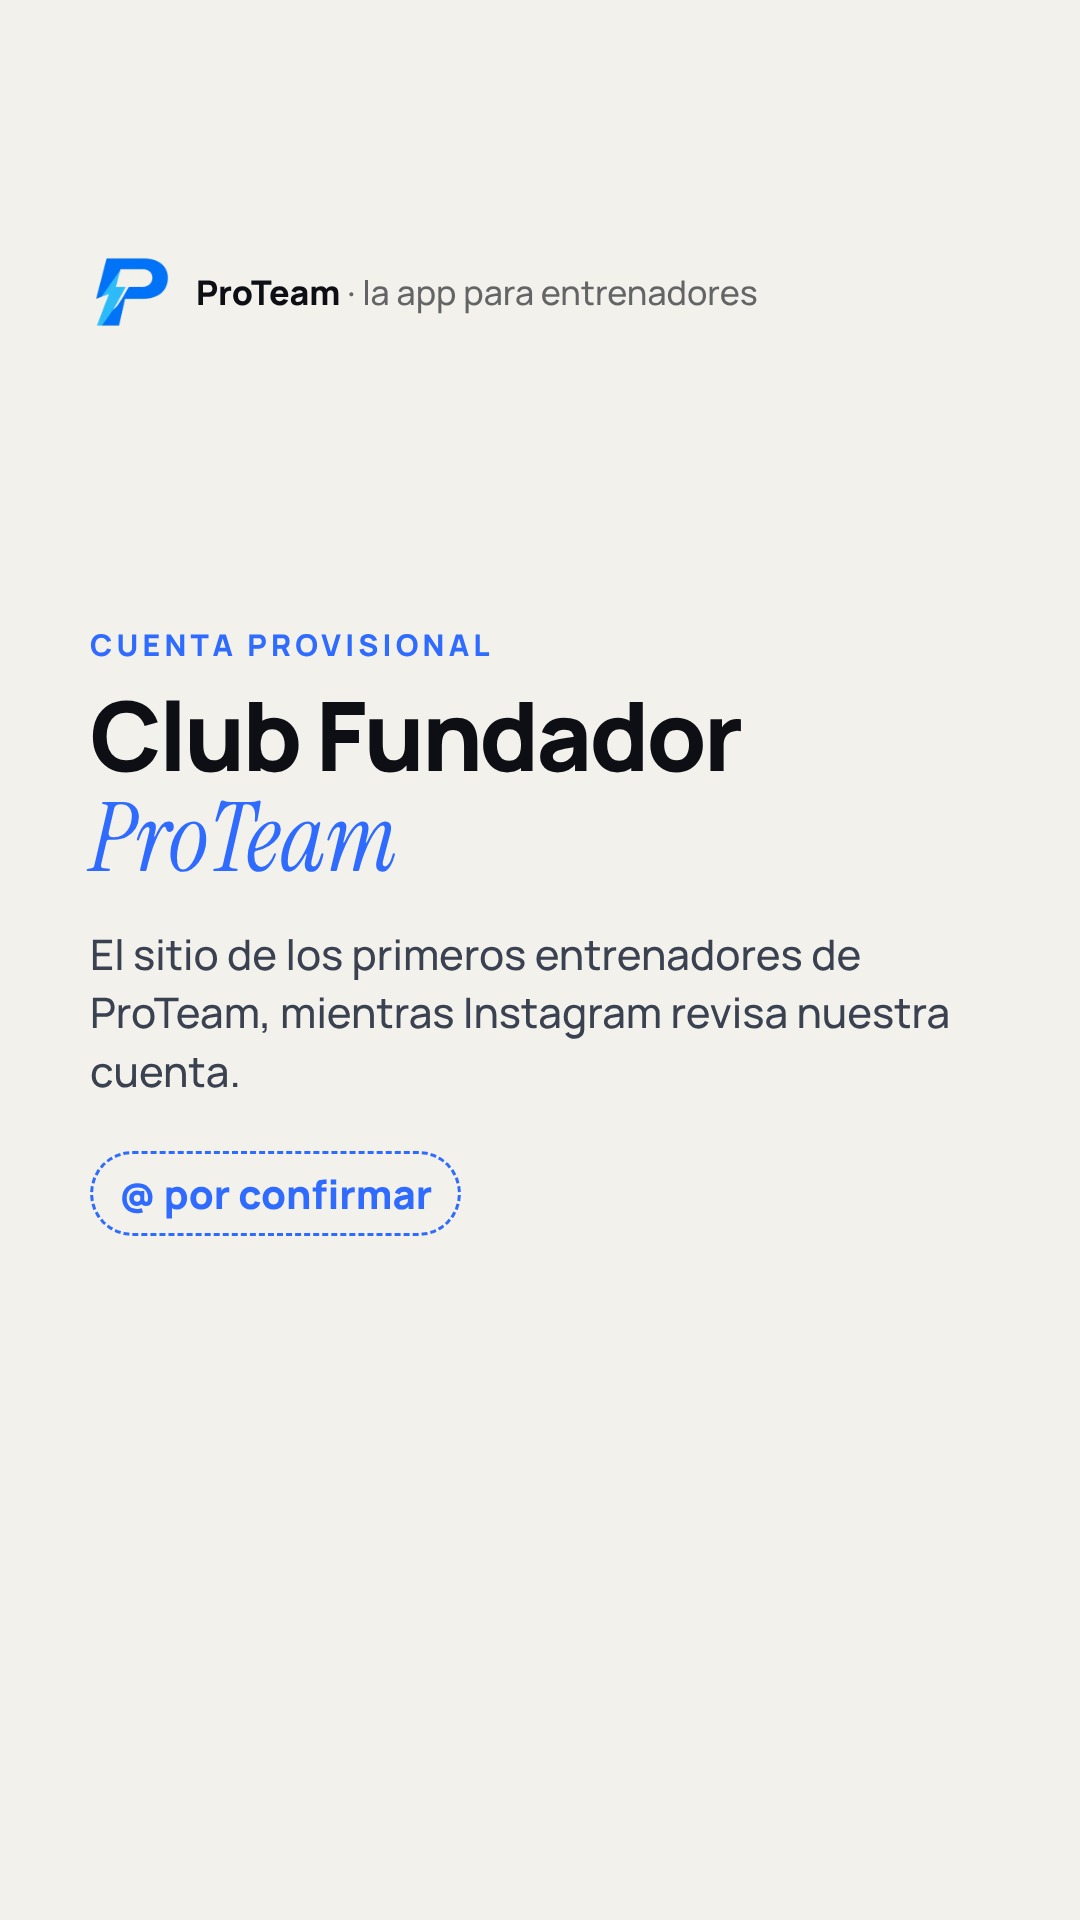 ProTeam · la app para entrenadores
CUENTA PROVISIONAL
Club Fundador
ProTeam
El sitio de los primeros entrenadores de
ProTeam, mientras Instagram revisa nuestra
cuenta.
@ por confirmar